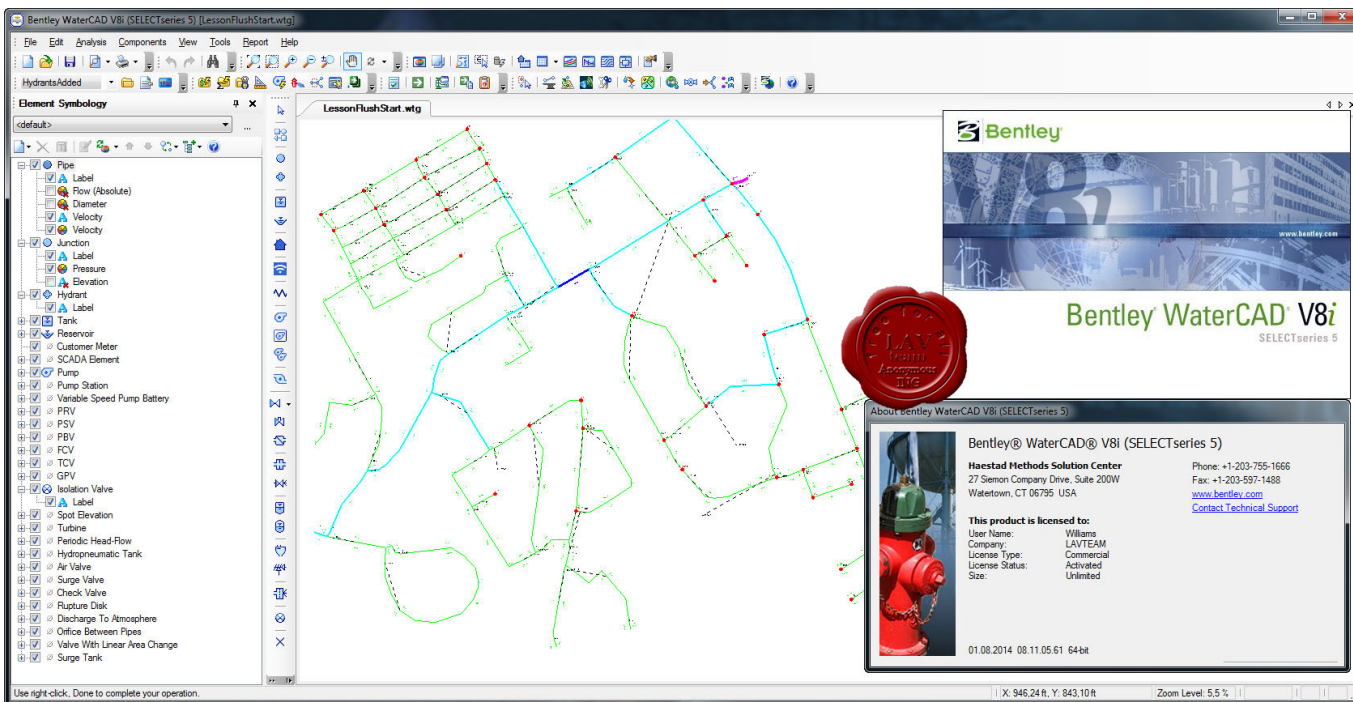 Bentley WaterCAD V8i (SELECTseries 5) [LessonFlushStart.wtg]
File Edit Analysis Components View Tools Report Help
HydrantsAdded
Element Symbology
<default>
...
Pipe
Label
Flow (Absolute)
Diameter
Velocity
Velocity
Junction
Label
Pressure
Elevation
Hydrant
Label
Tank
Reservoir
Customer Meter
SCADA Element
Pump
Pump Station
Variable Speed Pump Battery
PRV
PSV
PBV
FCV
TCV
GPV
Isolation Valve
Label
Spot Elevation
Turbine
Periodic Head-Flow
Hydropneumatic Tank
Air Valve
Surge Valve
Check Valve
Rupture Disk
Discharge To Atmosphere
Orifice Between Pipes
Valve With Linear Area Change
Surge Tank
LessonFlushStart.wtg
Bentley
V8i
www.bentley.com
Bentley WaterCAD V8i
SELECTseries 5
LAV
team
Anonymous
About Bentley WaterCAD V8i (SELECTseries 5)
Bentley® WaterCAD® V8i (SELECTseries 5)
Haestad Methods Solution Center
27 Siemon Company Drive, Suite 200W
Watertown, CT 06795 USA
Phone: +1-203-755-1666
Fax: +1-203-597-1488
www.bentley.com
Contact Technical Support
This product is licensed to:
User Name: Williams
Company: LAVTEAM
License Type: Commercial
License Status: Activated
Size: Unlimited
01.08.2014 08.11.05.61 64-bit
Use right-click, Done to complete your operation.
X: 946,24 ft, Y: 843,10 ft
Zoom Level: 5,5 %